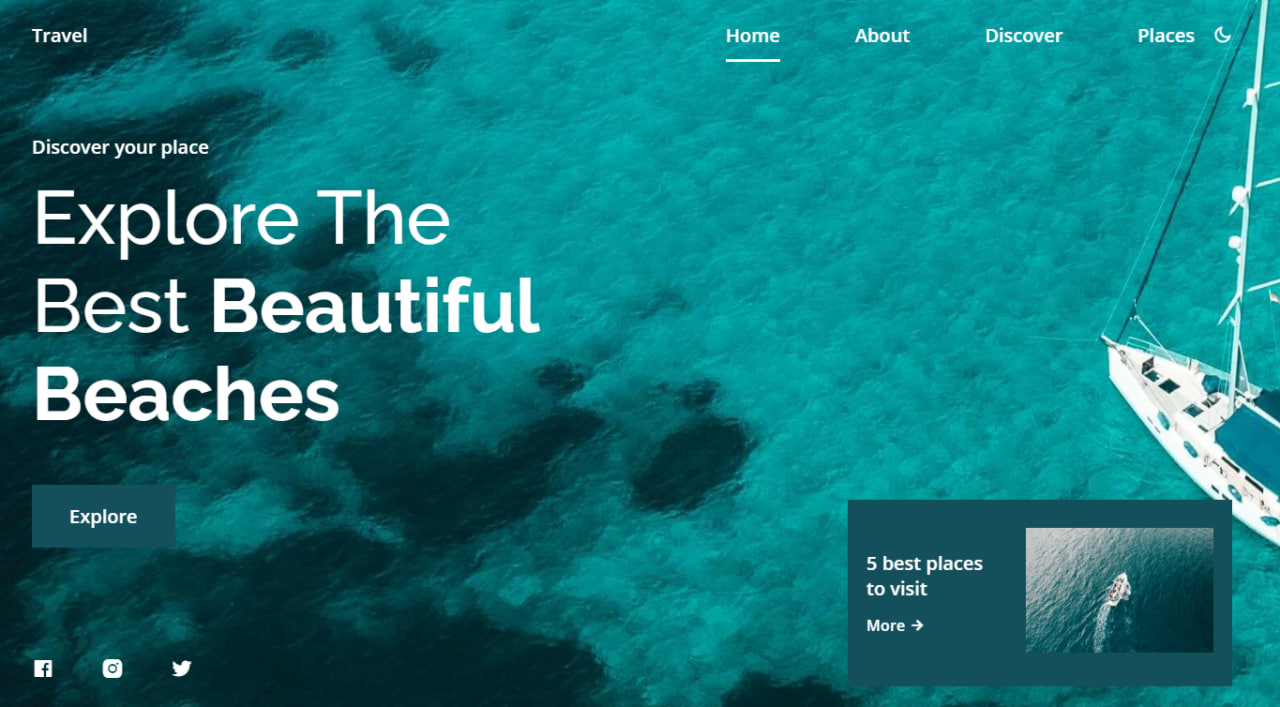 Travel
Home About Discover Places
Discover your place
Explore The
Best Beautiful
Beaches
Explore
5 best places
to visit
More →